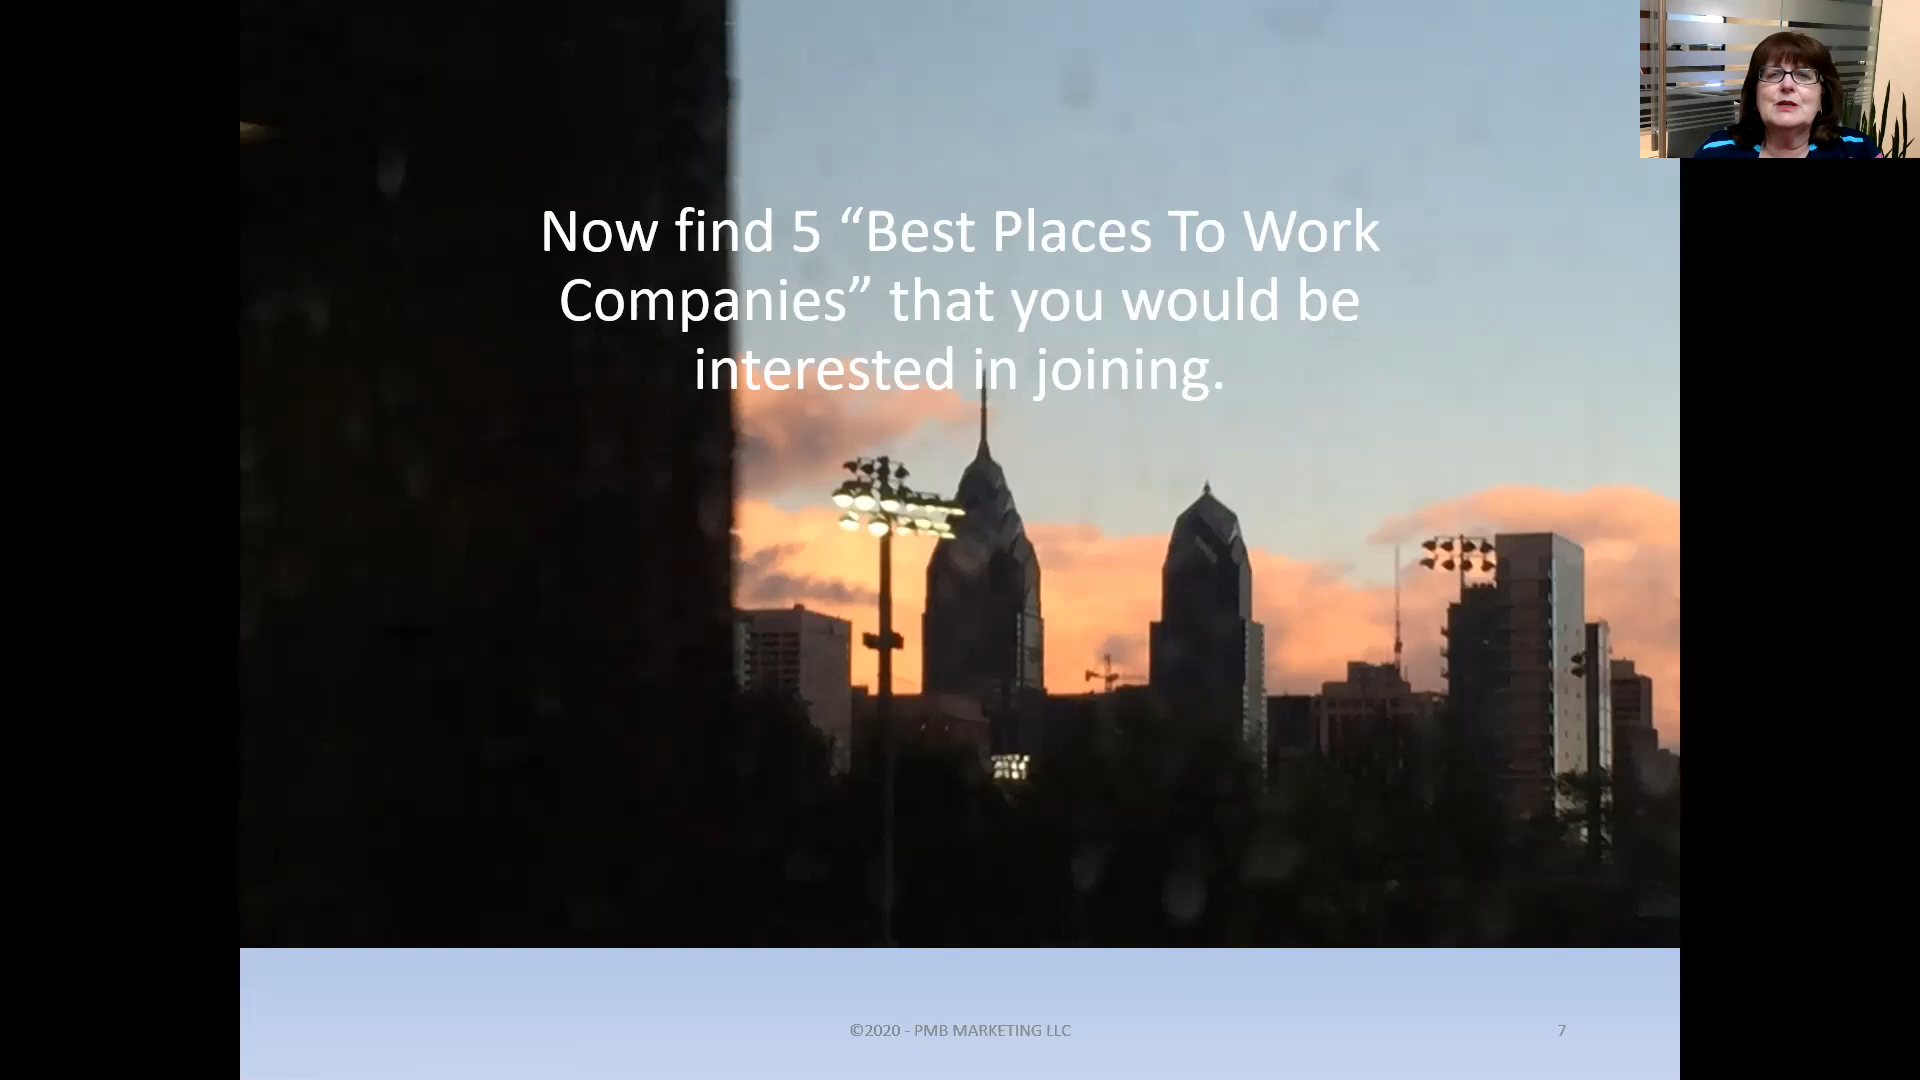 Now find 5 “Best Places To Work
Companies” that you would be
interested in joining.
©2020 - PMB MARKETING LLC
7